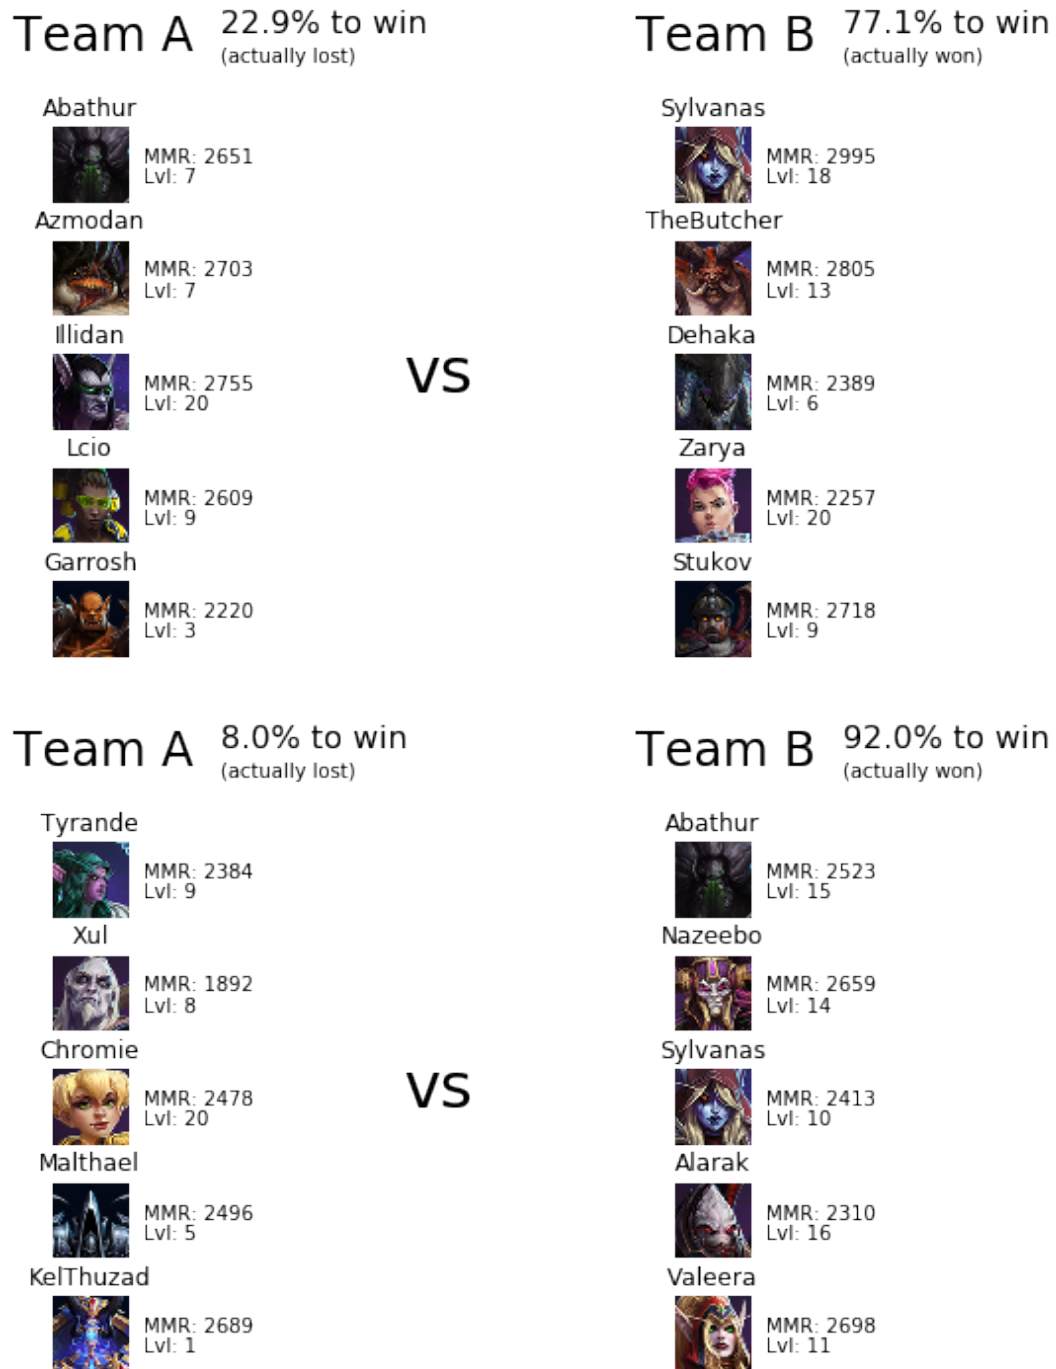 Team A 22.9% to win
(actually lost)
Abathur
MMR: 2651
Lvl: 7
Azmodan
MMR: 2703
Lvl: 7
Illidan
MMR: 2755
Lvl: 20
Lcio
MMR: 2609
Lvl: 9
Garrosh
MMR: 2220
Lvl: 3
vs
Team B 77.1% to win
(actually won)
Sylvanas
MMR: 2995
Lvl: 18
TheButcher
MMR: 2805
Lvl: 13
Dehaka
MMR: 2389
Lvl: 6
Zarya
MMR: 2257
Lvl: 20
Stukov
MMR: 2718
Lvl: 9
Team A 8.0% to win
(actually lost)
Tyrande
MMR: 2384
Lvl: 9
Xul
MMR: 1892
Lvl: 8
Chromie
MMR: 2478
Lvl: 20
Malthael
MMR: 2496
Lvl: 5
KelThuzad
MMR: 2689
Lvl: 1
vs
Team B 92.0% to win
(actually won)
Abathur
MMR: 2523
Lvl: 15
Nazeebo
MMR: 2659
Lvl: 14
Sylvanas
MMR: 2413
Lvl: 10
Alarak
MMR: 2310
Lvl: 16
Valeera
MMR: 2698
Lvl: 11